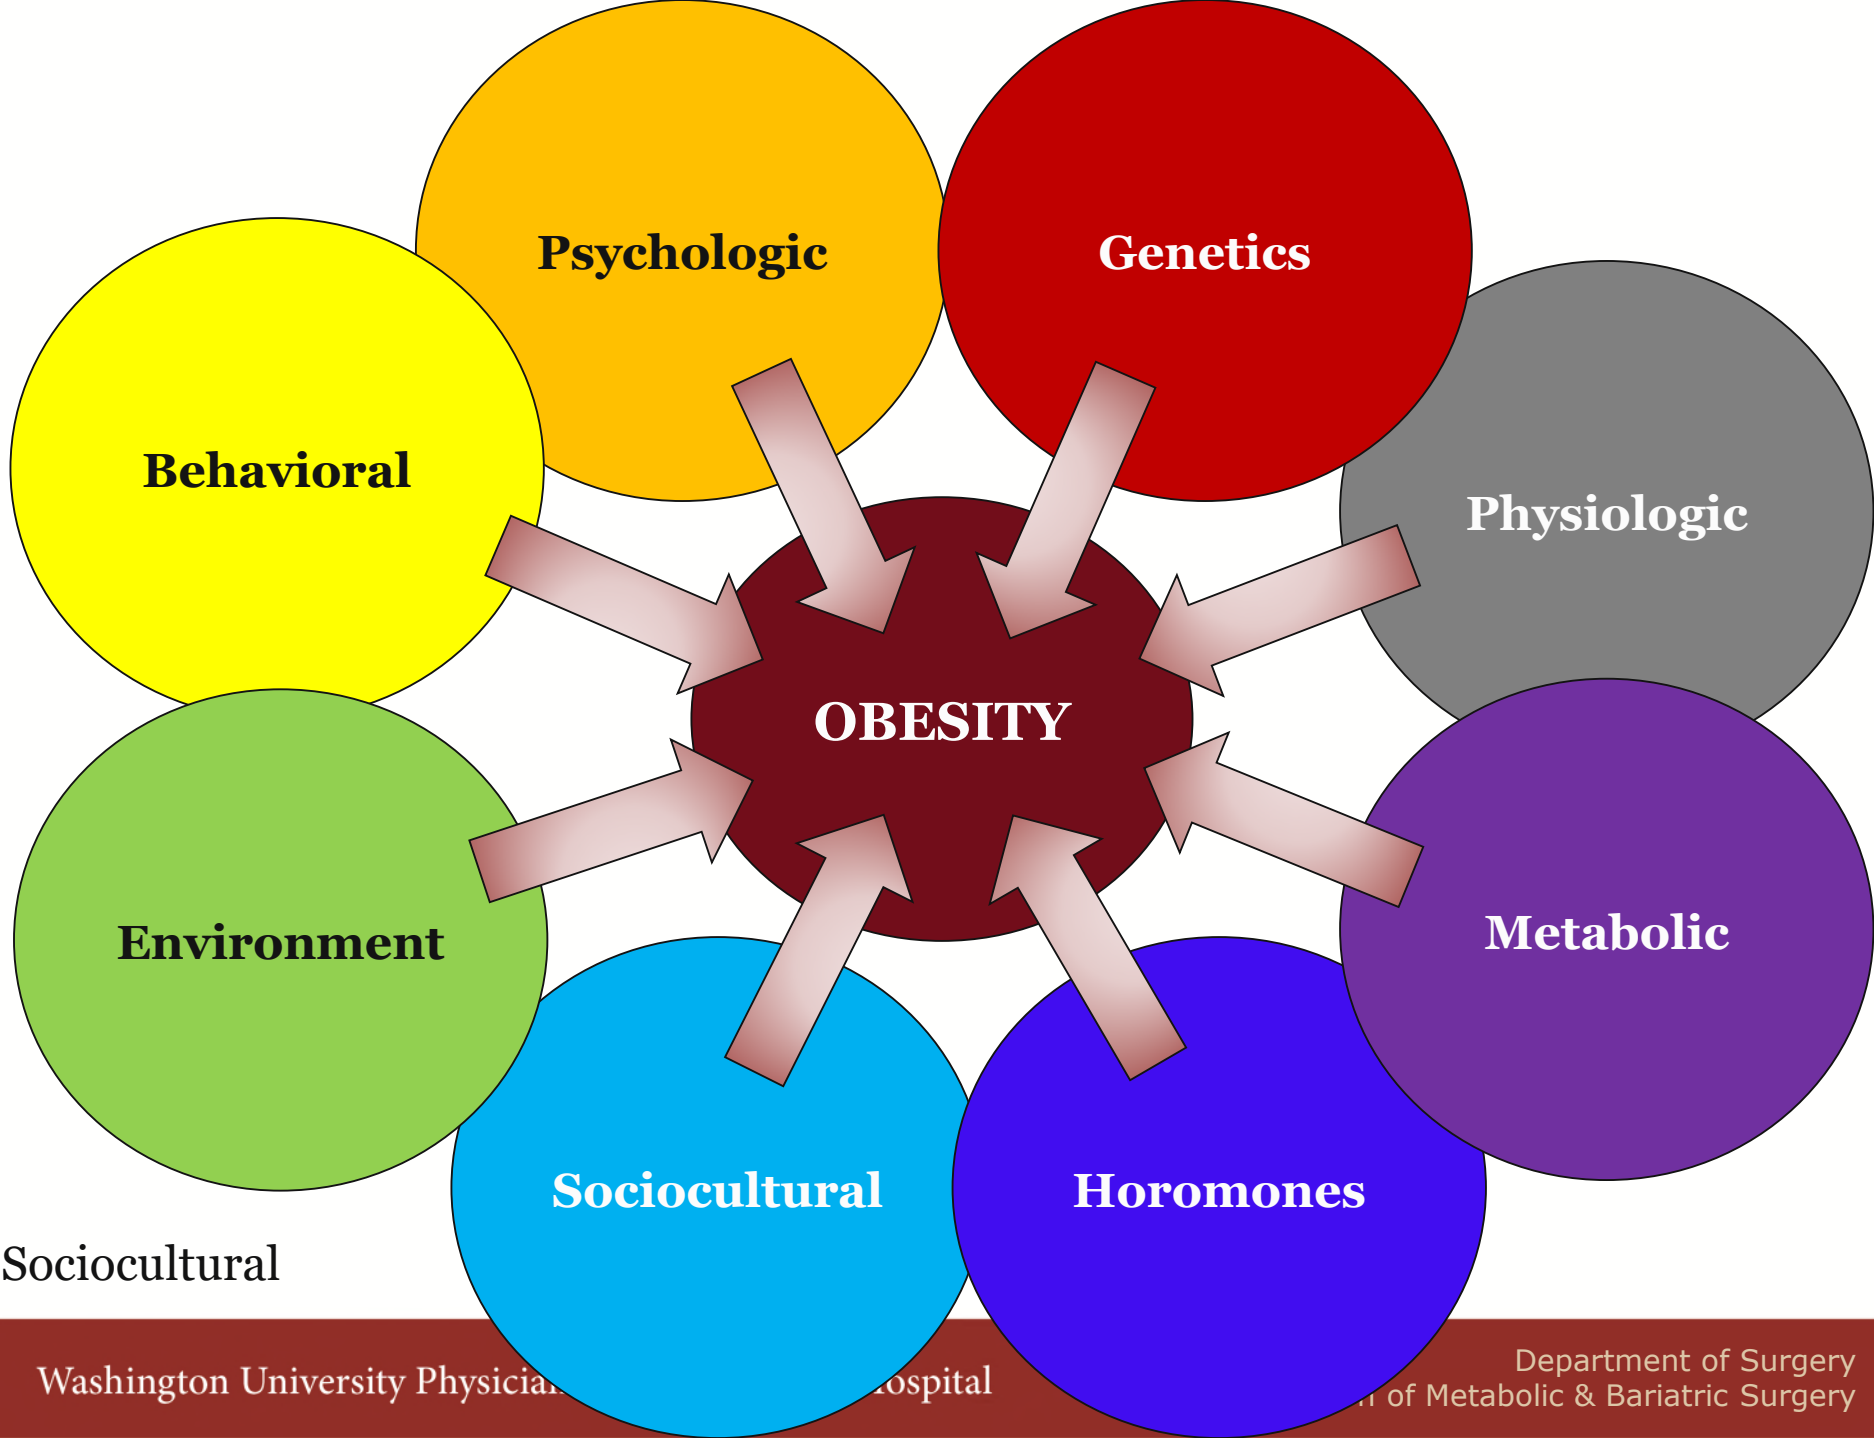 Psychologic
Genetics
Behavioral
Physiologic
OBESITY
Environment
Metabolic
Sociocultural
Horomones
Sociocultural
Washington University
ospital
Department of Surgery
of Metabolic & Bariatric Surgery